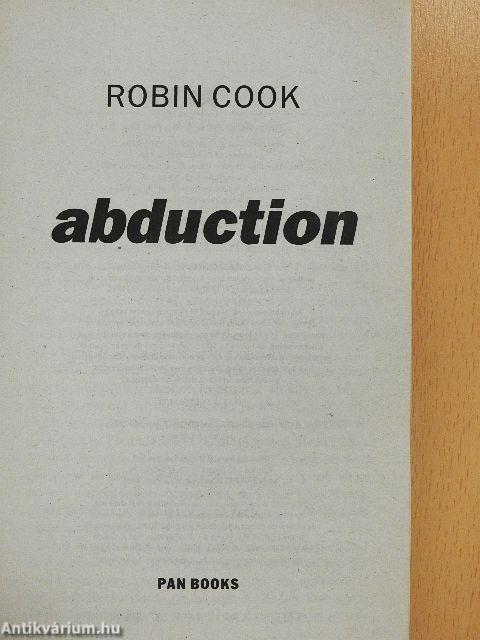 ROBIN COOK
abduction
PAN BOOKS
Antikvárium.hu